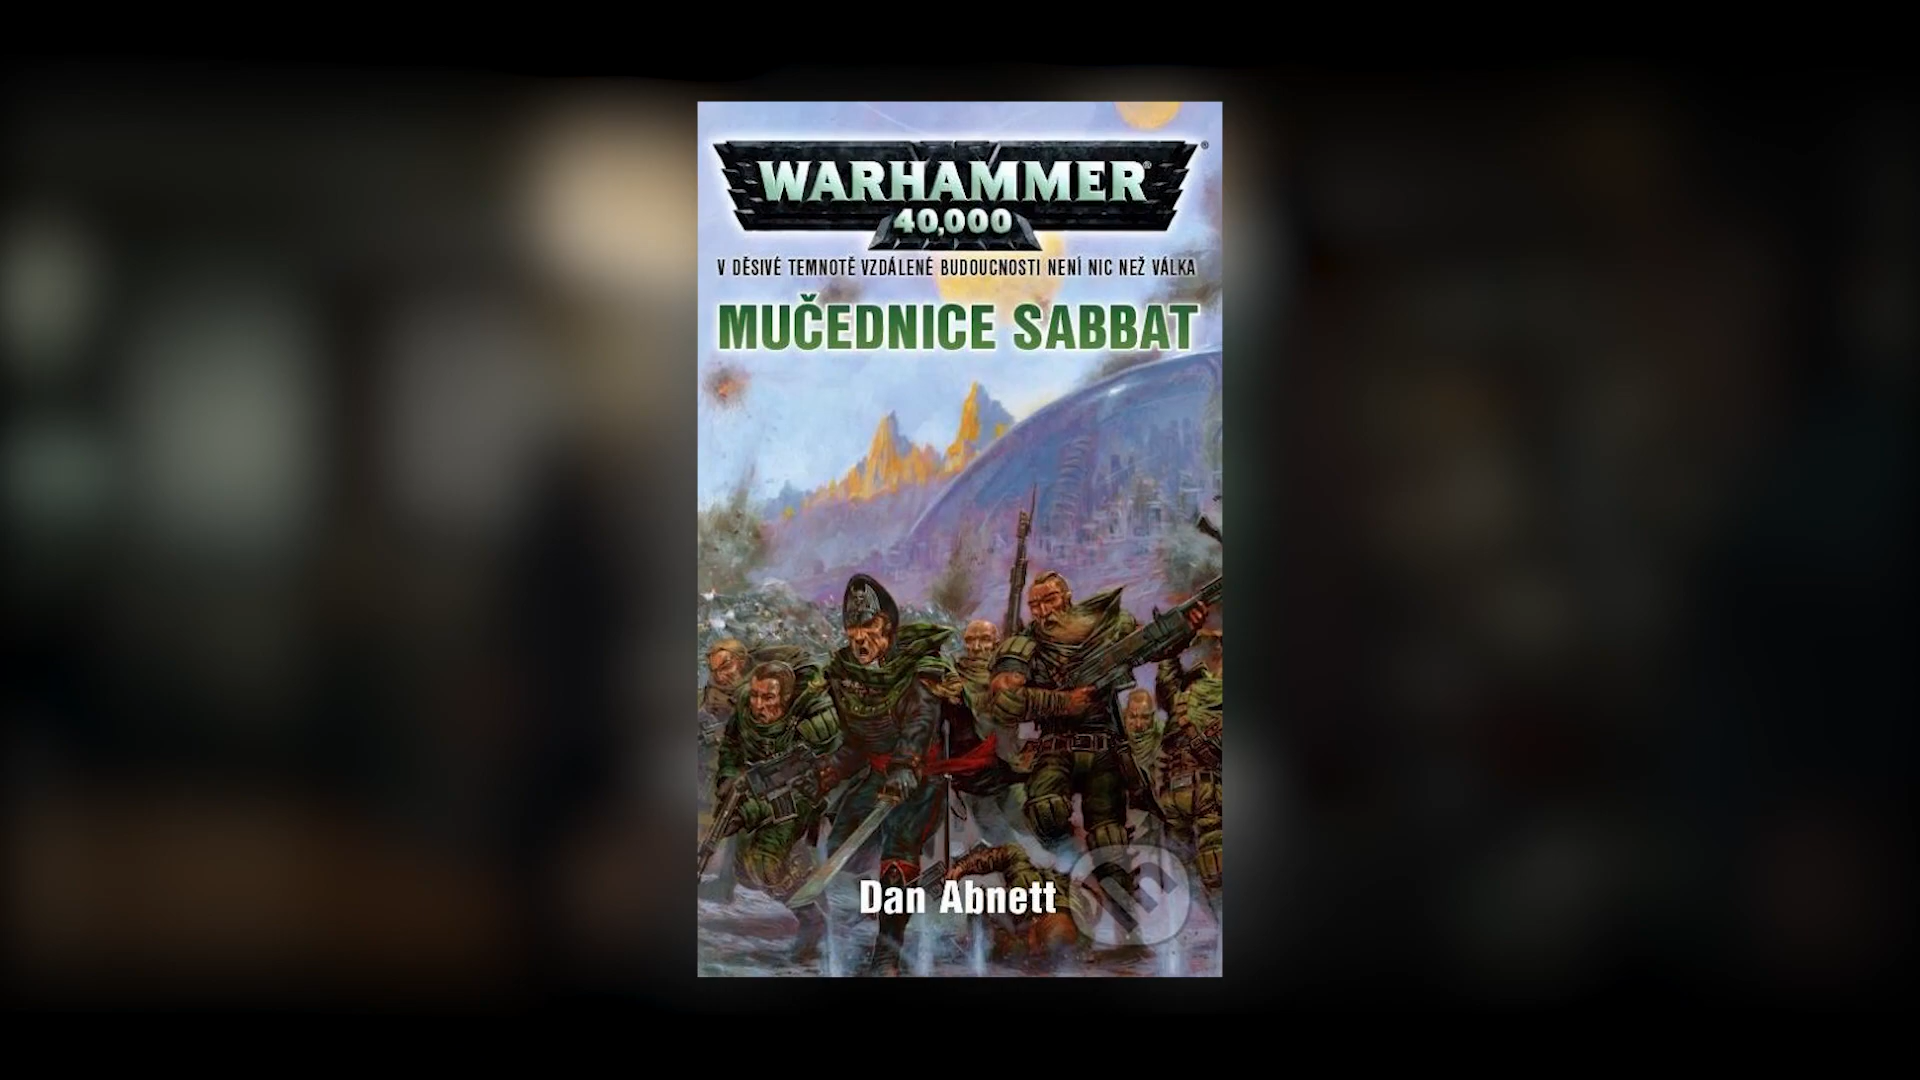 WARHAMMER
40,000
V DĚSIVÉ TEMNOTĚ VZDÁLENÉ BUDOUCNOSTI NENÍ NIC NEŽ VÁLKA
MUČEDNICE SABBAT
Dan Abnett